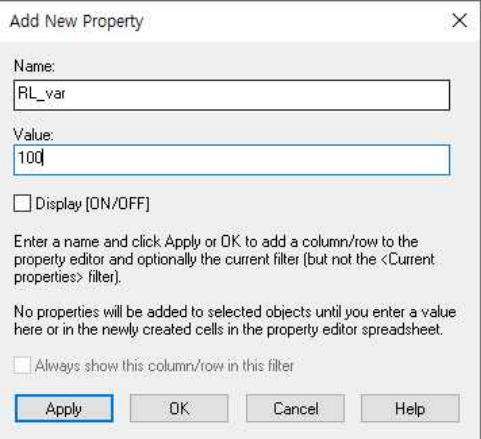 Add New Property
Name:
RL_var
Value:
100
Display [ON/OFF]
Enter a name and click Apply or OK to add a column/row to the
property editor and optionally the current filter (but not the <Current
properties> filter).
No properties will be added to selected objects until you enter a value
here or in the newly created cells in the property editor spreadsheet.
Always show this column/row in this filter
Apply OK Cancel Help